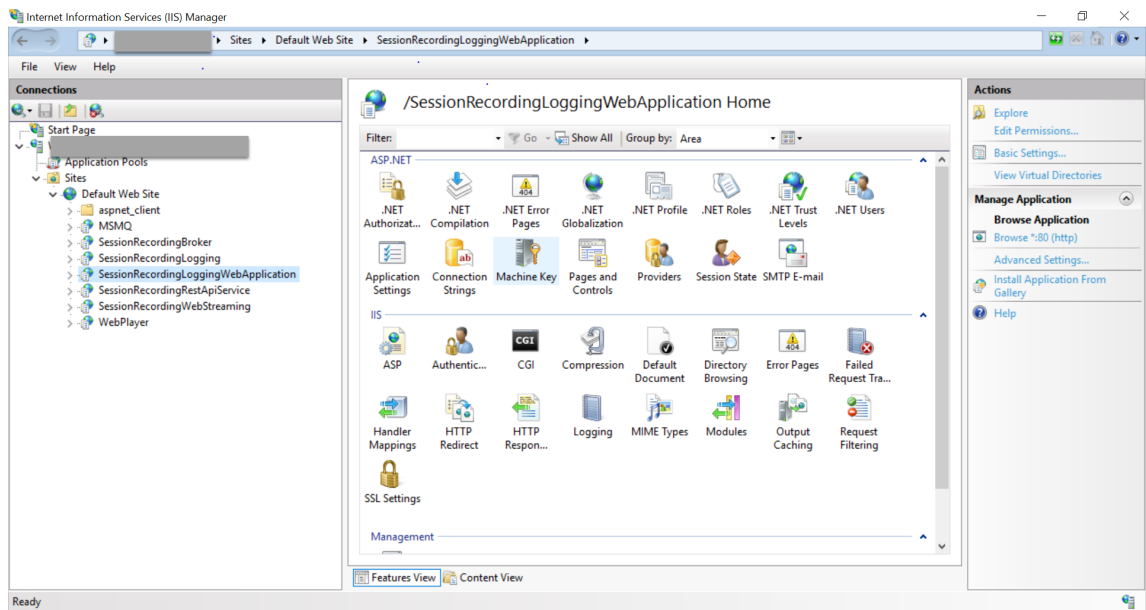 Internet Information Services (IIS) Manager
Sites
Default Web Site
SessionRecordingLoggingWebApplication
File View Help
Connections
Start Page
Application Pools
Sites
Default Web Site
aspnet_client
MSMQ
SessionRecordingBroker
SessionRecordingLogging
SessionRecordingLoggingWebApplication
SessionRecordingRestApiService
SessionRecordingWebStreaming
WebPlayer
/SessionRecordingLoggingWebApplication Home
Filter: Go Show All Group by: Area
ASP.NET
.NET Authorizat...
.NET Compilation
.NET Error Pages
.NET Globalization
.NET Profile
.NET Roles
.NET Trust Levels
.NET Users
Application Settings
Connection Strings
Machine Key
Pages and Controls
Providers
Session State
SMTP E-mail
IIS
ASP
Authentic...
CGI
Compression
Default Document
Directory Browsing
Error Pages
Failed Request Tra...
Handler Mappings
HTTP Redirect
HTTP Respon...
Logging
MIME Types
Modules
Output Caching
Request Filtering
SSL Settings
Management
Features View Content View
Actions
Explore
Edit Permissions...
Basic Settings...
View Virtual Directories
Manage Application
Browse Application
Browse *:80 (http)
Advanced Settings...
Install Application From
Gallery
Help
Ready